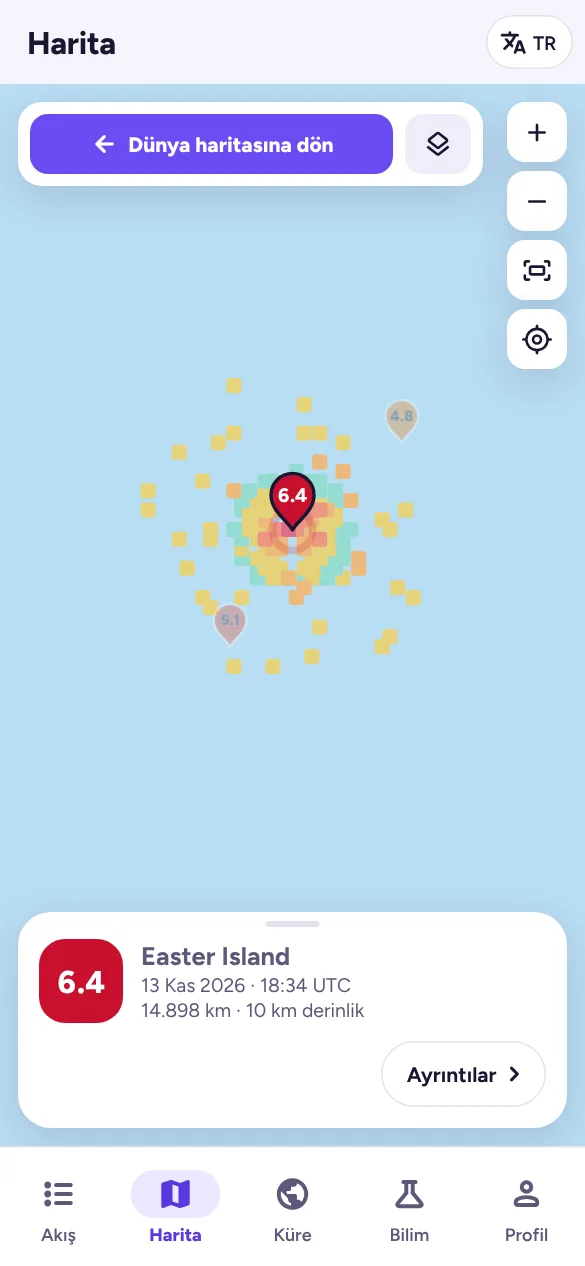 Harita
TR
Dünya haritasına dön
4.8
6.4
5.1
6.4
Easter Island
13 Kas 2026 · 18:34 UTC
14.898 km · 10 km derinlik
Ayrıntılar
Akış
Harita
Küre
Bilim
Profil